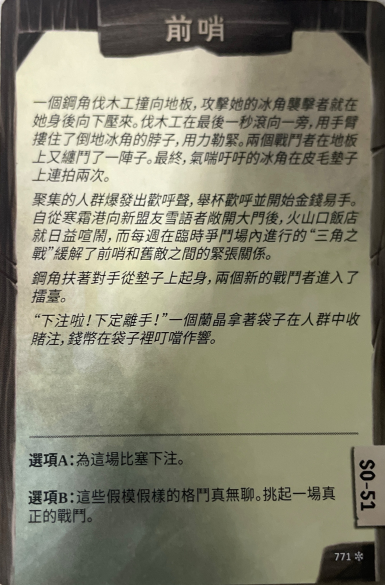 前哨
一個鋼角伐木工撞向地板，攻擊她的冰角襲擊者就在
她身後向下壓來。伐木工在最後一秒滾向一旁，用手臂
摟住了倒地冰角的脖子，用力勒緊。兩個戰鬥者在地板
上又纏鬥了一陣子。最終，氣喘吁吁的冰角在皮毛墊子
上連拍兩次。
聚集的人群爆發出歡呼聲，舉杯歡呼並開始金錢易手。
自從寒霜港向新盟友雪語者敞開大門後，火山口飯店
就日益喧鬧，而每週在臨時爭鬥場內進行的“三角之
戰”緩解了前哨和舊敵之間的緊張關係。
鋼角扶著對手從墊子上起身，兩個新的戰鬥者進入了
擂臺。
“下注啦！下定離手！”一個蘭晶拿著袋子在人群中收
賭注，錢幣在袋子裡叮噹作響。
選項A：為這場比塞下注。
選項B：這些假模假樣的格鬥真無聊。挑起一場真
正的戰鬥。
SO-51
771